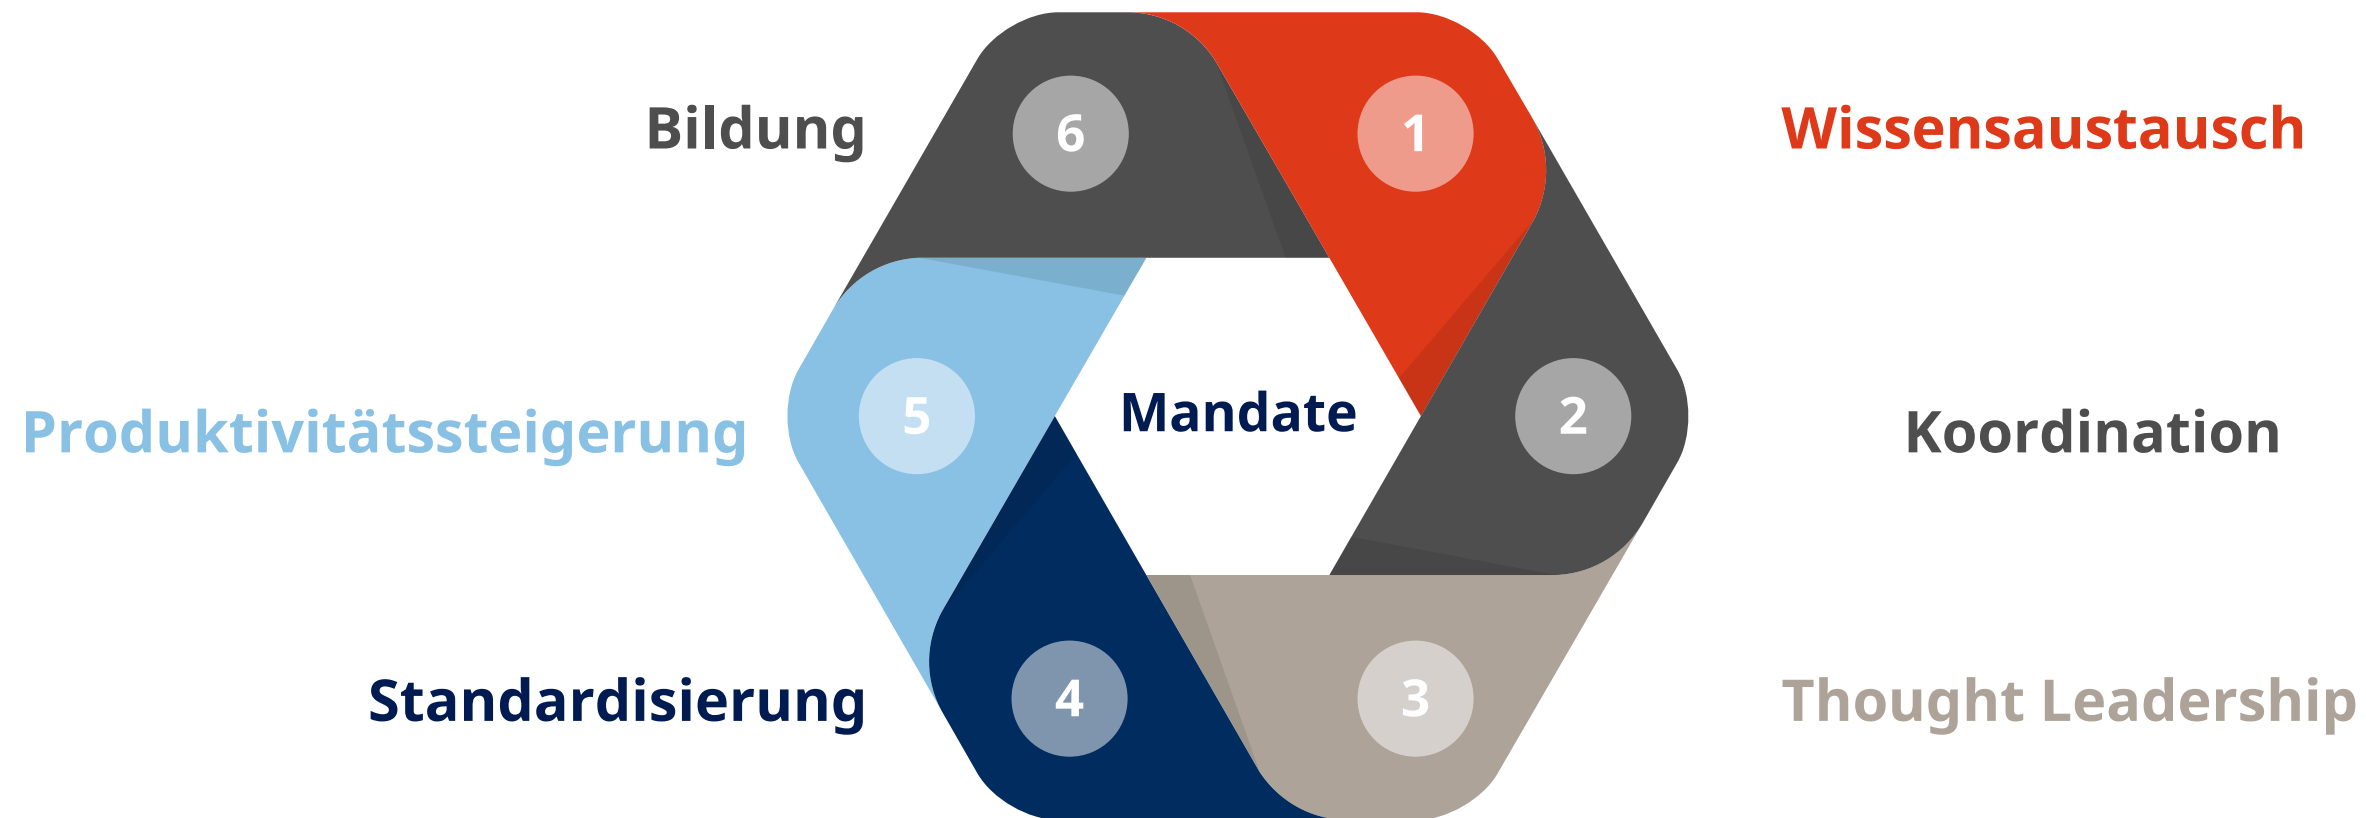 Bildung
6
1
Wissensaustausch
Produktivitätssteigerung
5
Mandate
2
Koordination
Standardisierung
4
3
Thought Leadership